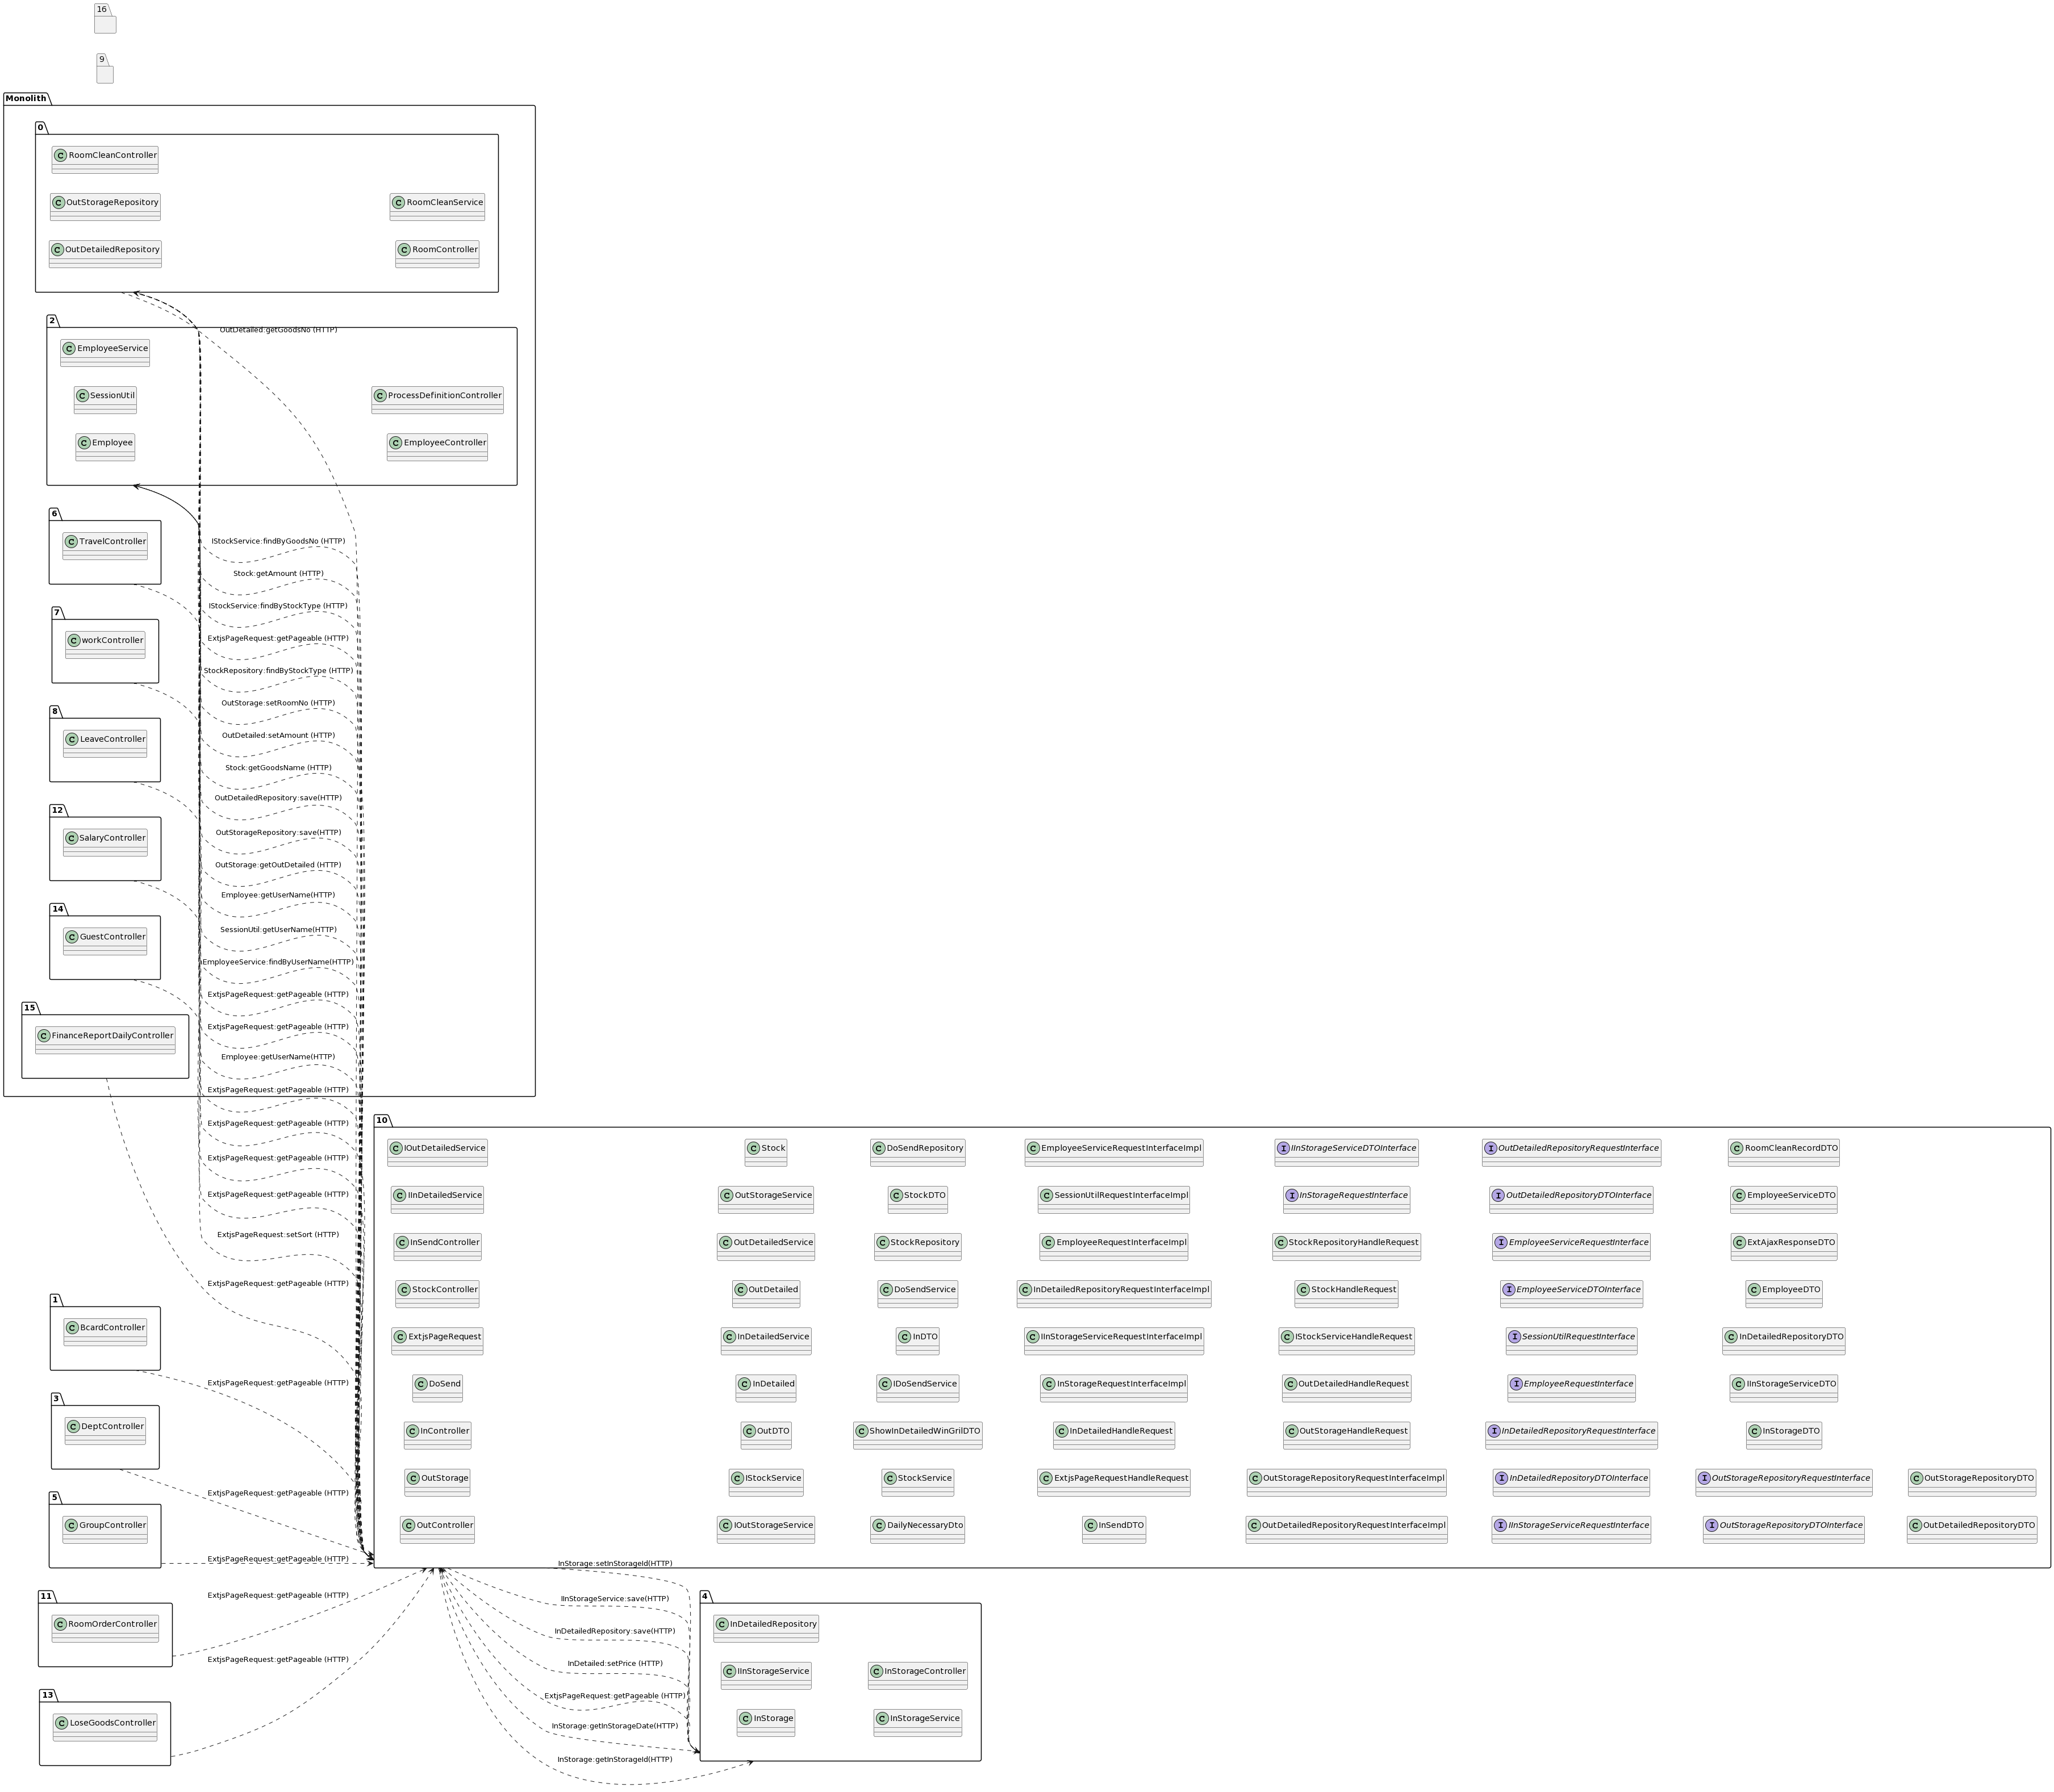 16
9
Monolith
0
C RoomCleanController
C OutStorageRepository
C RoomCleanService
C OutDetailedRepository
C RoomController
2
OutDetailed:getGoodsNo (HTTP)
C EmployeeService
C SessionUtil
C ProcessDefinitionController
C Employee
C EmployeeController
6
C TravelController
IStockService:findByGoodsNo (HTTP)
Stock:getAmount (HTTP)
7
IStockService:findByStockType (HTTP)
C workController
ExtjsPageRequest:getPageable (HTTP)
StockRepository:findByStockType (HTTP)
8
OutStorage:setRoomNo (HTTP)
C LeaveController
OutDetailed:setAmount (HTTP)
Stock:getGoodsName (HTTP)
12
OutDetailedRepository:save(HTTP)
C SalaryController
OutStorageRepository:save(HTTP)
OutStorage:getOutDetailed (HTTP)
14
Employee:getUserName(HTTP)
C GuestController
SessionUtil:getUserName(HTTP)
EmployeeService:findByUserName(HTTP)
15
ExtjsPageRequest:getPageable (HTTP)
C FinanceReportDailyController
ExtjsPageRequest:getPageable (HTTP)
Employee:getUserName(HTTP)
ExtjsPageRequest:getPageable (HTTP)
ExtjsPageRequest:getPageable (HTTP)
ExtjsPageRequest:getPageable (HTTP)
ExtjsPageRequest:getPageable (HTTP)
ExtjsPageRequest:setSort (HTTP)
ExtjsPageRequest:getPageable (HTTP)
10
C IOutDetailedService
C Stock
C DoSendRepository
C EmployeeServiceRequestInterfaceImpl
I IInStorageServiceDTOInterface
I OutDetailedRepositoryRequestInterface
C RoomCleanRecordDTO
C IInDetailedService
C OutStorageService
C StockDTO
C SessionUtilRequestInterfaceImpl
I InStorageRequestInterface
I OutDetailedRepositoryDTOInterface
C EmployeeServiceDTO
C InSendController
C OutDetailedService
C StockRepository
C EmployeeRequestInterfaceImpl
C StockRepositoryHandleRequest
I EmployeeServiceRequestInterface
C ExtAjaxResponseDTO
C StockController
C OutDetailed
C DoSendService
C InDetailedRepositoryRequestInterfaceImpl
C StockHandleRequest
I EmployeeServiceDTOInterface
C EmployeeDTO
C ExtjsPageRequest
C InDetailedService
C InDTO
C IInStorageServiceRequestInterfaceImpl
C IStockServiceHandleRequest
I SessionUtilRequestInterface
C InDetailedRepositoryDTO
C DoSend
C InDetailed
C IDoSendService
C InStorageRequestInterfaceImpl
C OutDetailedHandleRequest
I EmployeeRequestInterface
C IInStorageServiceDTO
C InController
C OutDTO
C ShowInDetailedWinGrilDTO
C InDetailedHandleRequest
C OutStorageHandleRequest
I InDetailedRepositoryRequestInterface
C InStorageDTO
C OutStorage
C IStockService
C StockService
C ExtjsPageRequestHandleRequest
C OutStorageRepositoryRequestInterfaceImpl
I InDetailedRepositoryDTOInterface
I OutStorageRepositoryRequestInterface
C OutStorageRepositoryDTO
C OutController
C IOutStorageService
C DailyNecessaryDto
C InSendDTO
C OutDetailedRepositoryRequestInterfaceImpl
I IInStorageServiceRequestInterface
I OutStorageRepositoryDTOInterface
C OutDetailedRepositoryDTO
1
C BcardController
ExtjsPageRequest:getPageable (HTTP)
3
C DeptController
ExtjsPageRequest:getPageable (HTTP)
5
C GroupController
ExtjsPageRequest:getPageable (HTTP)
11
C RoomOrderController
ExtjsPageRequest:getPageable (HTTP)
13
C LoseGoodsController
ExtjsPageRequest:getPageable (HTTP)
InStorage:setInStorageId(HTTP)
IInStorageService:save(HTTP)
InDetailedRepository:save(HTTP)
InDetailed:setPrice (HTTP)
ExtjsPageRequest:getPageable (HTTP)
InStorage:getInStorageDate(HTTP)
InStorage:getInStorageId(HTTP)
4
C InDetailedRepository
C IInStorageService
C InStorageController
C InStorage
C InStorageService